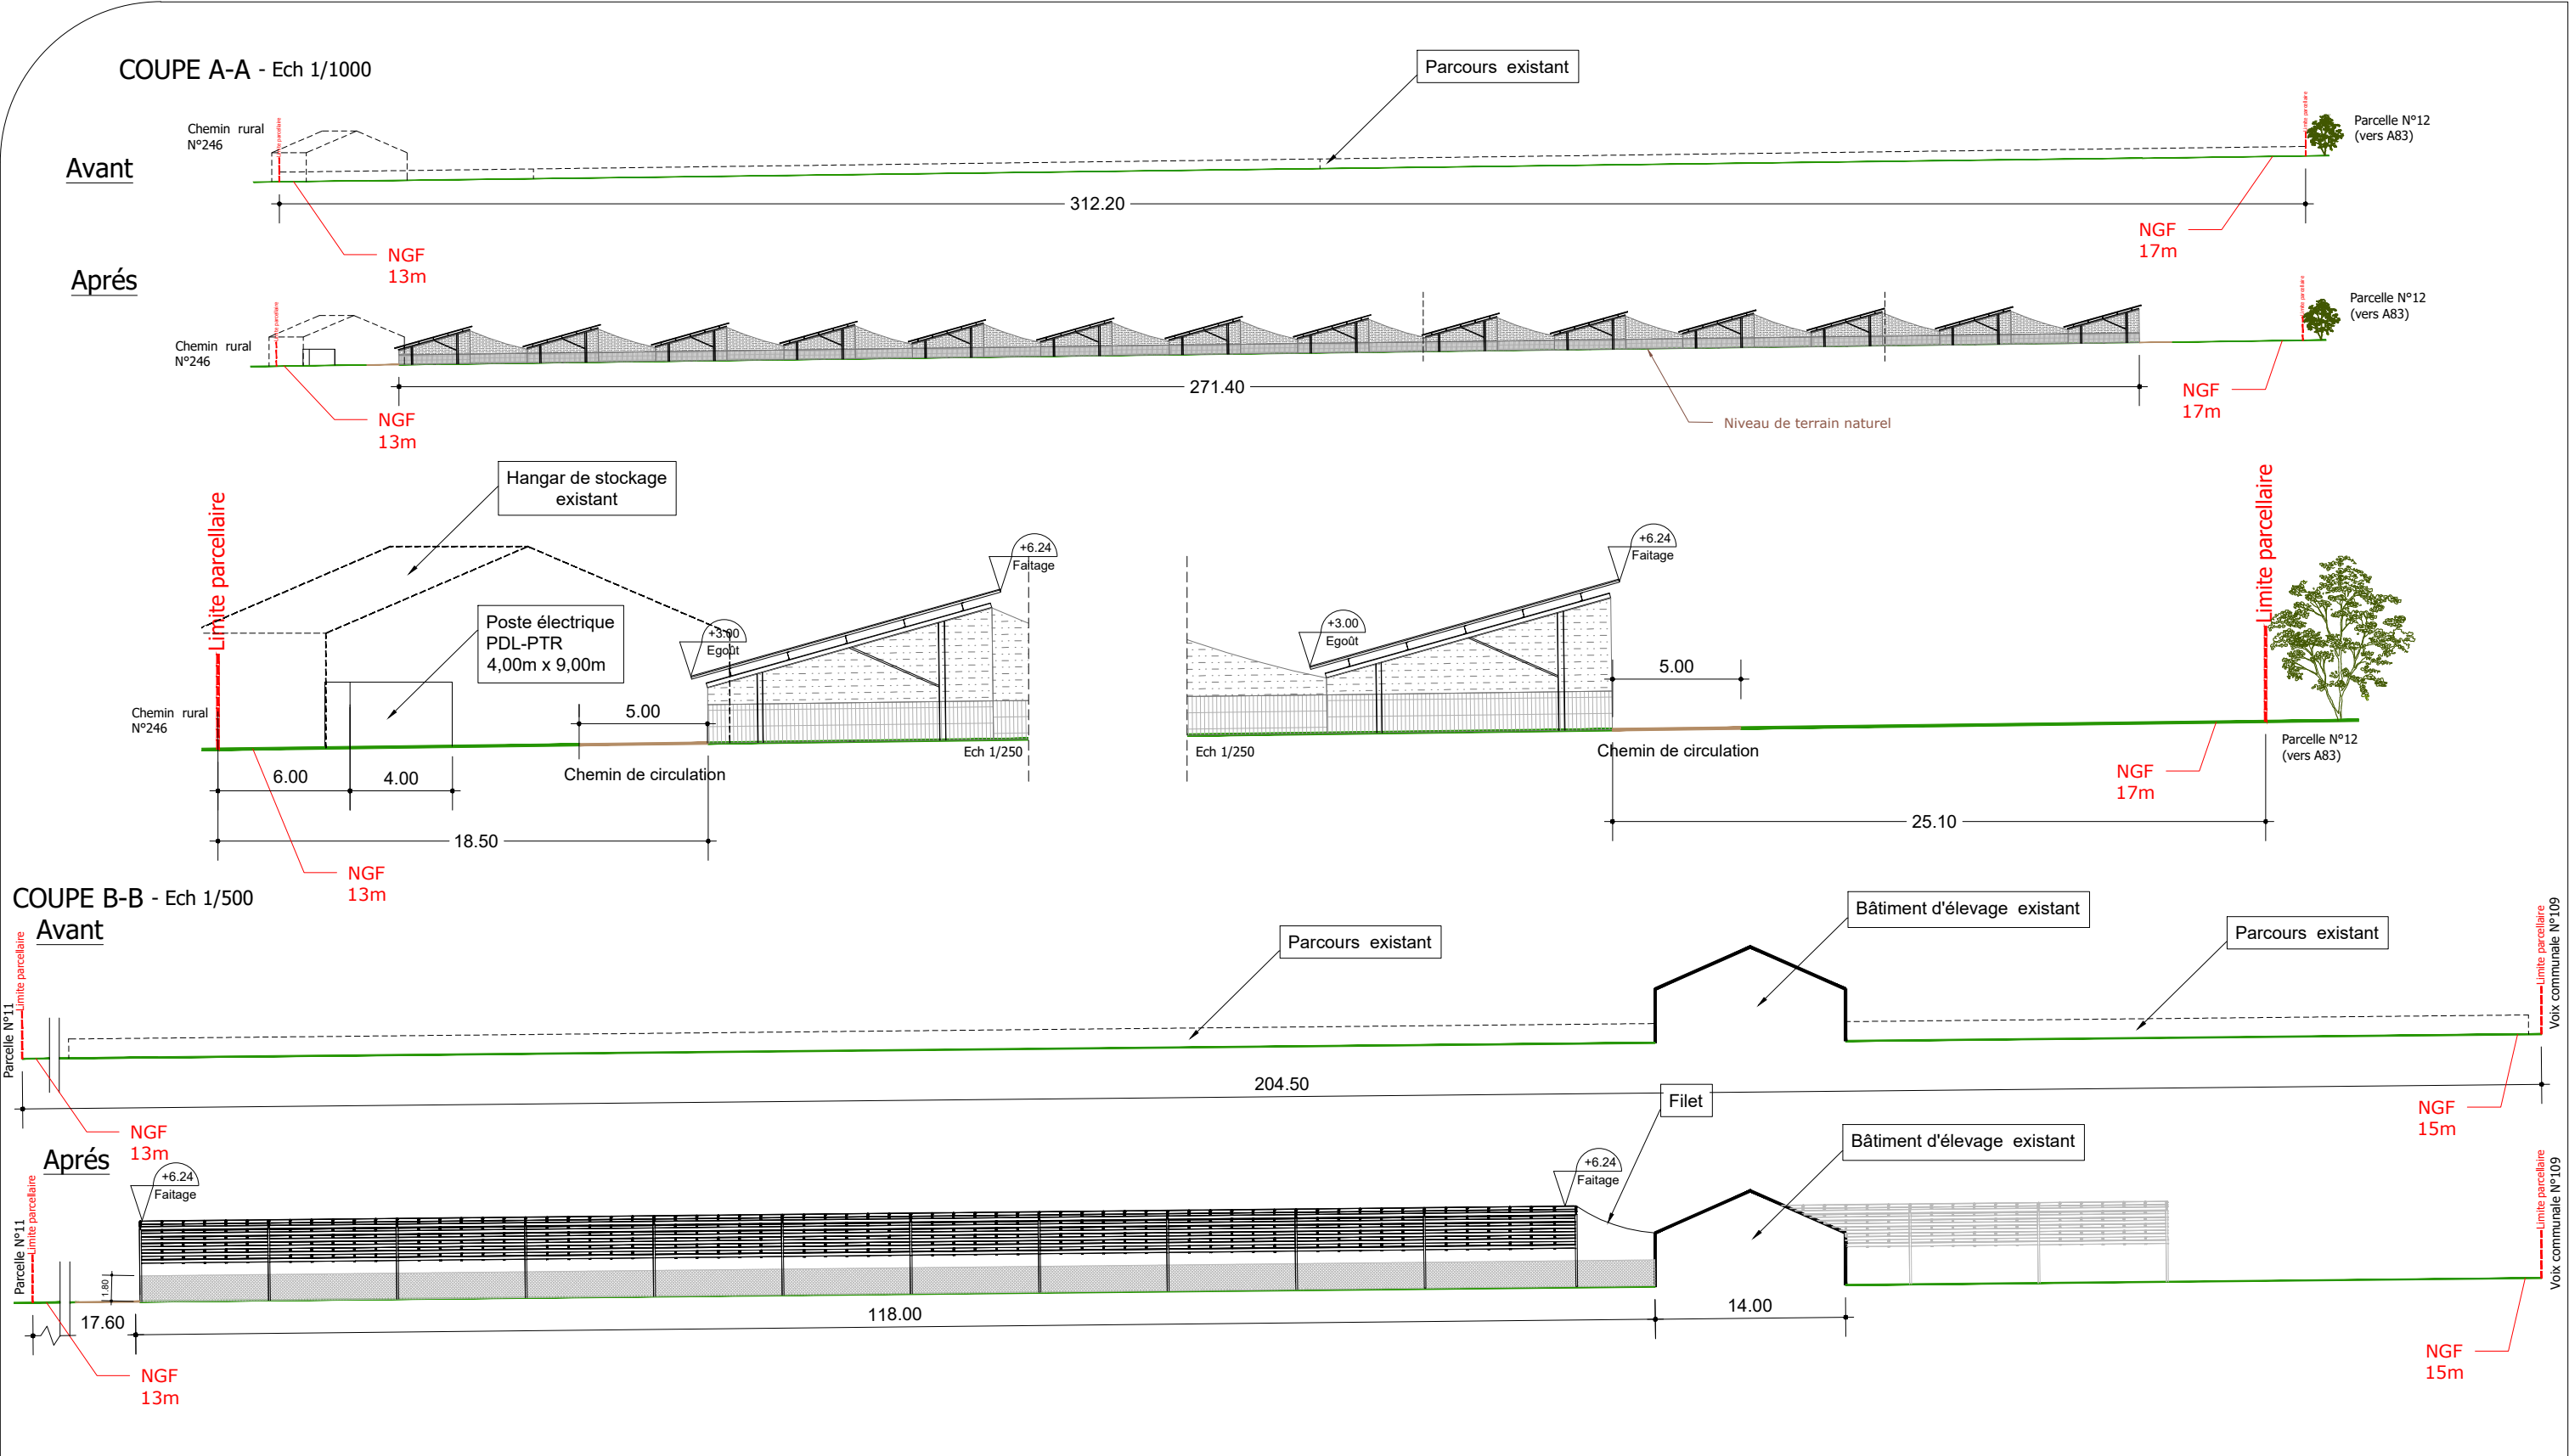 COUPE A-A - Ech 1/1000
Parcours existant
Avant
Chemin rural
N°246
Limite parcellaire
Limite parcellaire
Parcelle N°12
(vers A83)
312.20
NGF
13m
NGF
17m
Aprés
Chemin rural
N°246
Limite parcellaire
Limite parcellaire
Parcelle N°12
(vers A83)
271.40
NGF
13m
NGF
17m
Niveau de terrain naturel
Hangar de stockage
existant
Limite parcellaire
Limite parcellaire
+6.24
Faitage
+6.24
Faitage
Poste électrique
PDL-PTR
4,00m x 9,00m
+3.00
Egoût
+3.00
Egoût
Chemin rural
N°246
5.00
5.00
Ech 1/250
Ech 1/250
Chemin de circulation
Chemin de circulation
Parcelle N°12
(vers A83)
6.00
4.00
18.50
25.10
NGF
13m
NGF
17m
COUPE B-B - Ech 1/500
Avant
Parcelle N°11
Limite parcellaire
Parcours existant
Bâtiment d'élevage existant
Parcours existant
Limite parcellaire
Voix communale N°109
204.50
NGF
13m
NGF
15m
Filet
Aprés
Parcelle N°11
Limite parcellaire
+6.24
Faitage
+6.24
Faitage
Bâtiment d'élevage existant
Limite parcellaire
Voix communale N°109
1.80
17.60
118.00
14.00
NGF
13m
NGF
15m